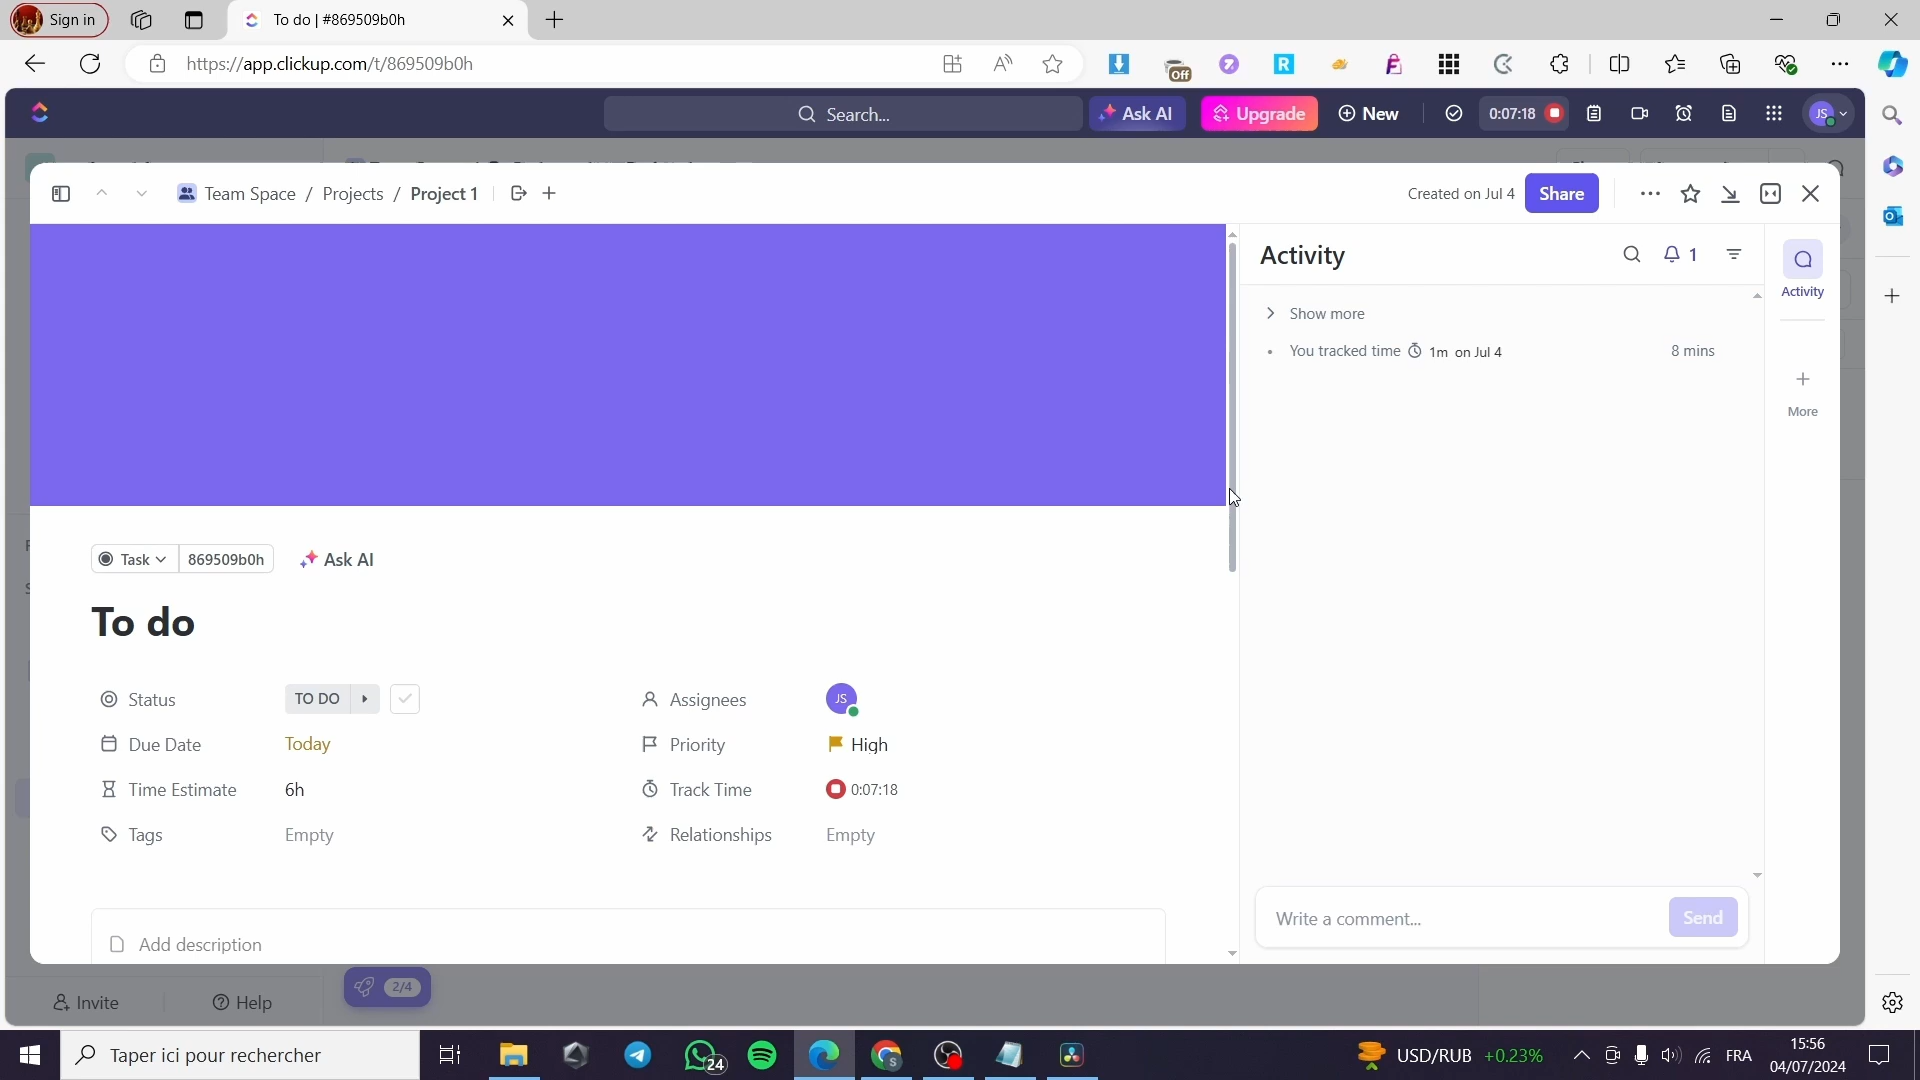 Sign in
To do | #869509b0h
https://app.clickup.com/t/869509b0h
Off
Search...
Ask AI
Upgrade
New
0:07:18
JS
Team Space / Projects / Project 1
Created on Jul 4
Share
Activity
1
Activity
Show more
You tracked time 1m on Jul 4
8 mins
More
Task
869509b0h
Ask AI
To do
Status
TO DO
Assignees
JS
Due Date
Today
Priority
High
Time Estimate
6h
Track Time
0:07:18
Tags
Empty
Relationships
Empty
Add description
Write a comment...
Send
Invite
Help
2/4
Taper ici pour rechercher
24
USD/RUB +0.23%
FRA
15:56
04/07/2024